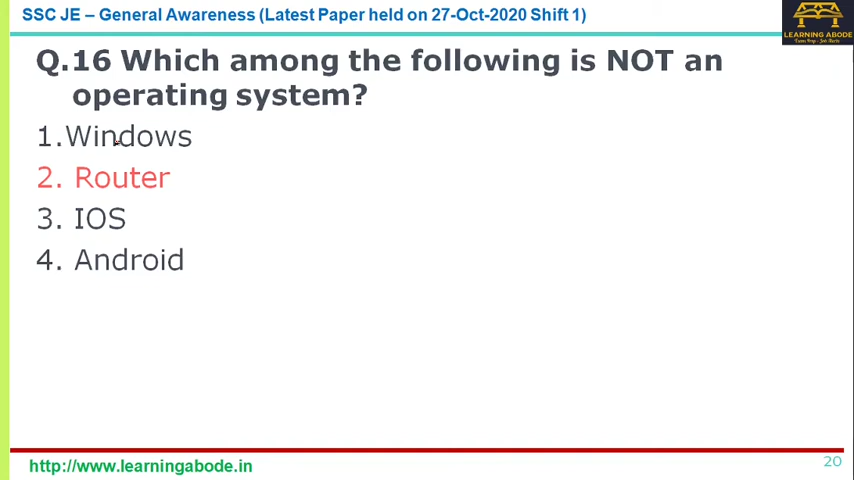 SSC JE – General Awareness (Latest Paper held on 27-Oct-2020 Shift 1)
LEARNING ABODE
Q.16 Which among the following is NOT an
operating system?
1.Windows
2. Router
3. IOS
4. Android
http://www.learningabode.in
20